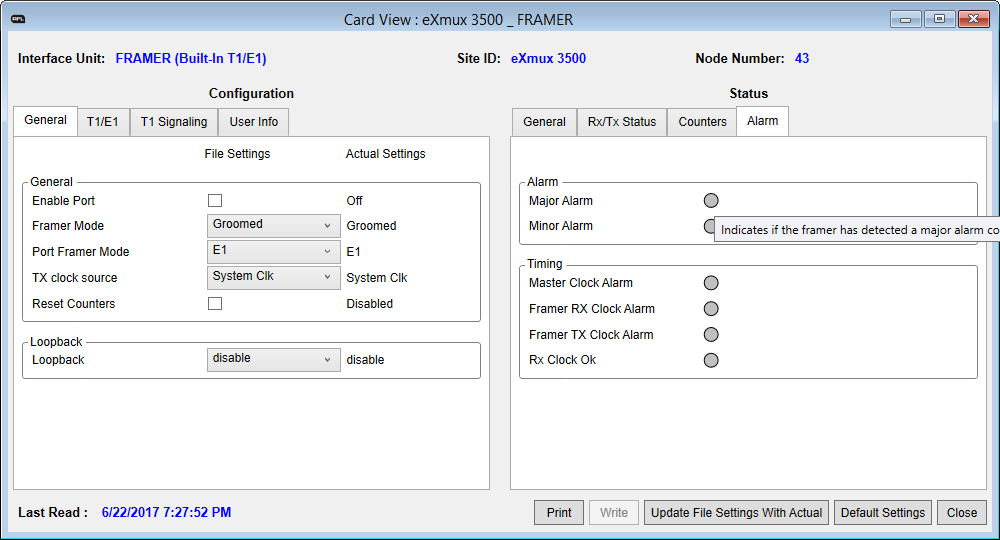 RFL
Card View : eXmux 3500 _ FRAMER
Interface Unit: FRAMER (Built-In T1/E1) Site ID: eXmux 3500 Node Number: 43
Configuration
General T1/E1 T1 Signaling User Info
File Settings Actual Settings
General
Enable Port Off
Framer Mode Groomed Groomed
Port Framer Mode E1 E1
TX clock source System Clk System Clk
Reset Counters Disabled
Loopback
Loopback disable disable
Status
General Rx/Tx Status Counters Alarm
Alarm
Major Alarm
Minor Alarm
Indicates if the framer has detected a major alarm co
Timing
Master Clock Alarm
Framer RX Clock Alarm
Framer TX Clock Alarm
Rx Clock Ok
Last Read : 6/22/2017 7:27:52 PM
Print Write Update File Settings With Actual Default Settings Close